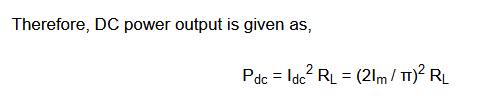 Therefore, DC power output is given as,
Pdc = Idc² RL = (2Im / π)² RL